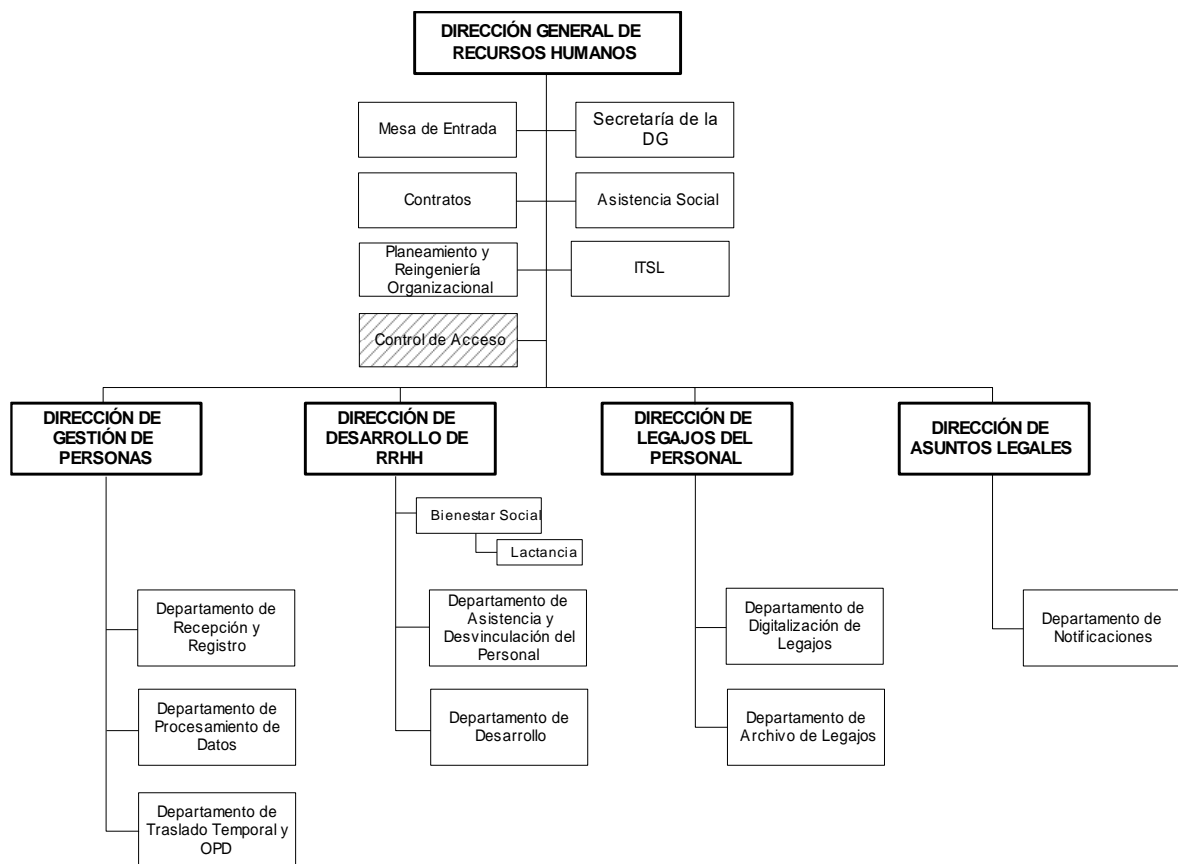 DIRECCIÓN GENERAL DE
RECURSOS HUMANOS
Mesa de Entrada
Secretaría de la
DG
Contratos
Asistencia Social
Planeamiento y
Reingeniería
Organizacional
ITSL
Control de Acceso
DIRECCIÓN DE
GESTIÓN DE
PERSONAS
DIRECCIÓN DE
DESARROLLO DE
RRHH
DIRECCIÓN DE
LEGAJOS DEL
PERSONAL
DIRECCIÓN DE
ASUNTOS LEGALES
Bienestar Social
Lactancia
Departamento de
Recepción y
Registro
Departamento de
Asistencia y
Desvinculación del
Personal
Departamento de
Digitalización de
Legajos
Departamento de
Notificaciones
Departamento de
Procesamiento de
Datos
Departamento de
Desarrollo
Departamento de
Archivo de Legajos
Departamento de
Traslado Temporal y
OPD